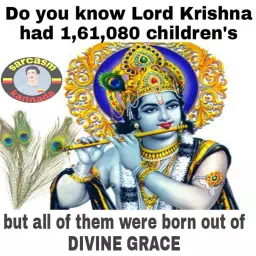 Do you know Lord Krishna
had 1,61,080 children's
sarcasm
kannada
but all of them were born out of
DIVINE GRACE